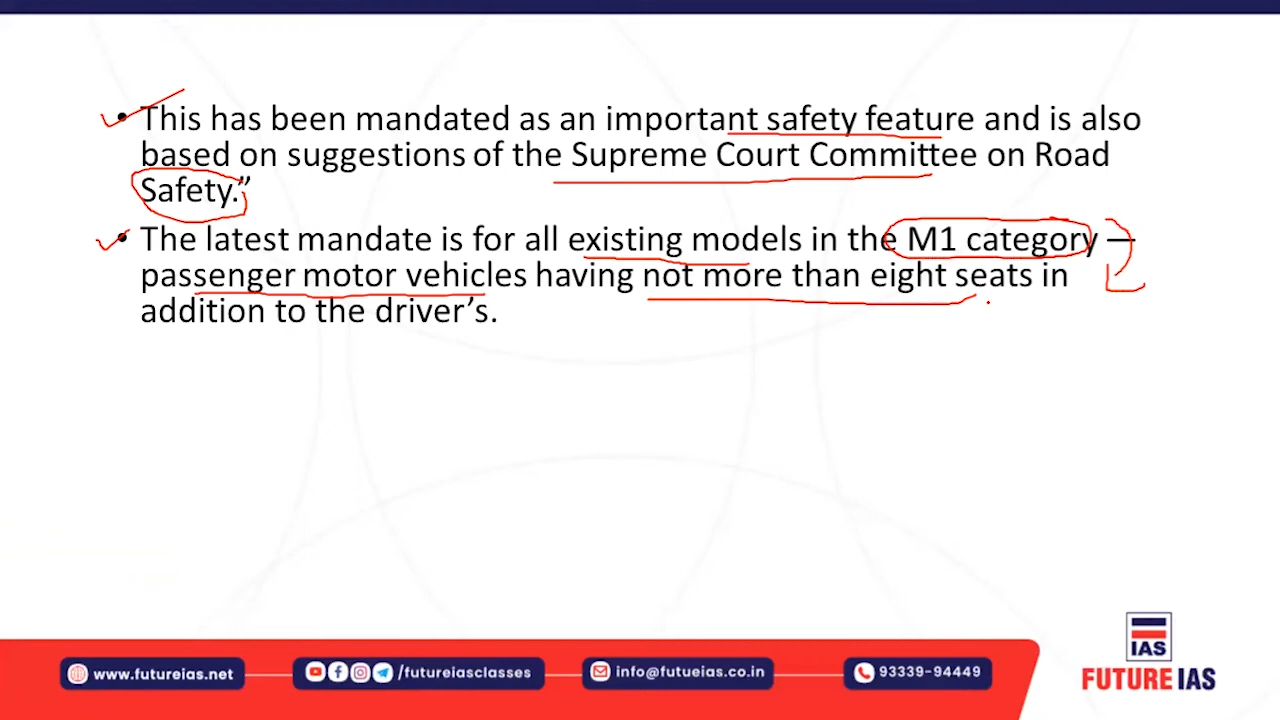 • This has been mandated as an important safety feature and is also
based on suggestions of the Supreme Court Committee on Road
Safety.”
• The latest mandate is for all existing models in the M1 category —
passenger motor vehicles having not more than eight seats in
addition to the driver’s.
IAS
FUTURE IAS
www.futureias.net
/futureiasclasses
info@futueias.co.in
93339-94449